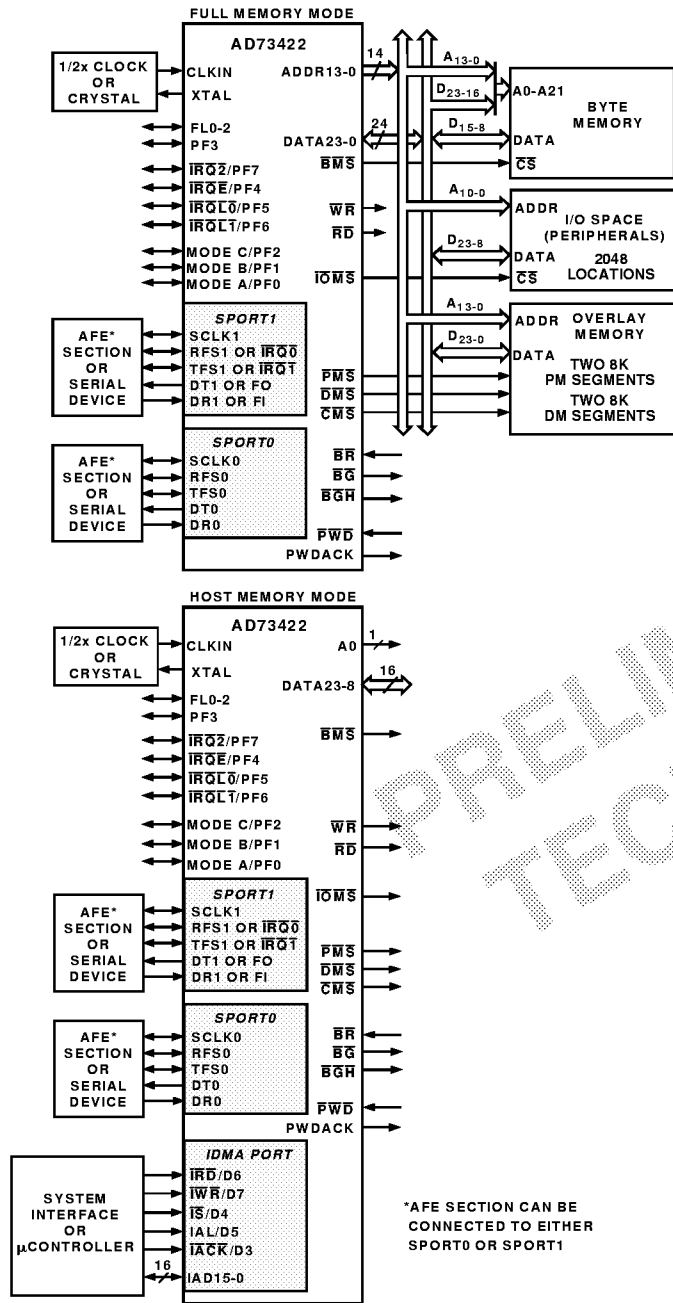 FULL MEMORY MODE
AD73422
1/2x CLOCK
OR
CRYSTAL
CLKIN
XTAL
FL0-2
PF3
IRQ2/PF7
IRQE/PF4
IRQL0/PF5
IRQL1/PF6
MODE C/PF2
MODE B/PF1
MODE A/PF0
SPORT1
SCLK1
RFS1 OR IRQ0
TFS1 OR IRQ1
DT1 OR FO
DR1 OR FI
AFE*
SECTION
OR
SERIAL
DEVICE
SPORT0
SCLK0
RFS0
TFS0
DT0
DR0
AFE*
SECTION
OR
SERIAL
DEVICE
14
ADDR13-0
24
DATA23-0
BMS
WR
RD
IOMS
PMS
DMS
CMS
BR
BG
BGH
PWD
PWDACK
A13-0
D23-16
D15-8
A0-A21
BYTE
MEMORY
DATA
CS
A10-0
D23-8
ADDR
I/O SPACE
(PERIPHERALS)
2048
LOCATIONS
DATA
CS
A13-0
D23-0
ADDR
OVERLAY
MEMORY
DATA
TWO 8K
PM SEGMENTS
TWO 8K
DM SEGMENTS
HOST MEMORY MODE
AD73422
1/2x CLOCK
OR
CRYSTAL
CLKIN
XTAL
FL0-2
PF3
IRQ2/PF7
IRQE/PF4
IRQL0/PF5
IRQL1/PF6
MODE C/PF2
MODE B/PF1
MODE A/PF0
SPORT1
SCLK1
RFS1 OR IRQ0
TFS1 OR IRQ1
DT1 OR FO
DR1 OR FI
AFE*
SECTION
OR
SERIAL
DEVICE
SPORT0
SCLK0
RFS0
TFS0
DT0
DR0
AFE*
SECTION
OR
SERIAL
DEVICE
IDMA PORT
IRD/D6
IWR/D7
IS/D4
IAL/D5
IACK/D3
16
IAD15-0
SYSTEM
INTERFACE
OR
μCONTROLLER
1
A0
16
DATA23-8
BMS
WR
RD
IOMS
PMS
DMS
CMS
BR
BG
BGH
PWD
PWDACK
*AFE SECTION CAN BE
CONNECTED TO EITHER
SPORT0 OR SPORT1